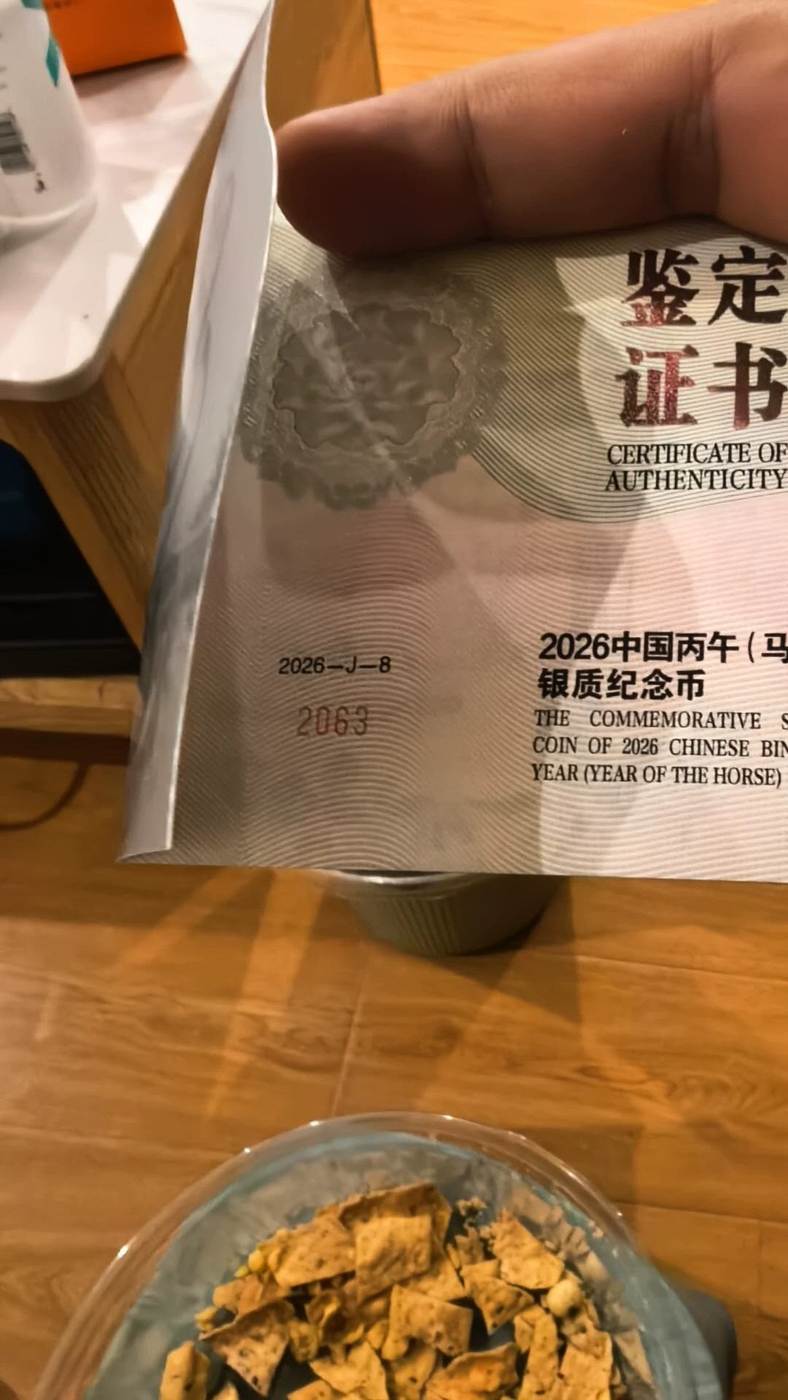 鉴定
证书
CERTIFICATE OF
AUTHENTICITY
2026-J-8
2063
2026中国丙午(马
银质纪念币
THE COMMEMORATIVE S
COIN OF 2026 CHINESE BIN
YEAR (YEAR OF THE HORSE)